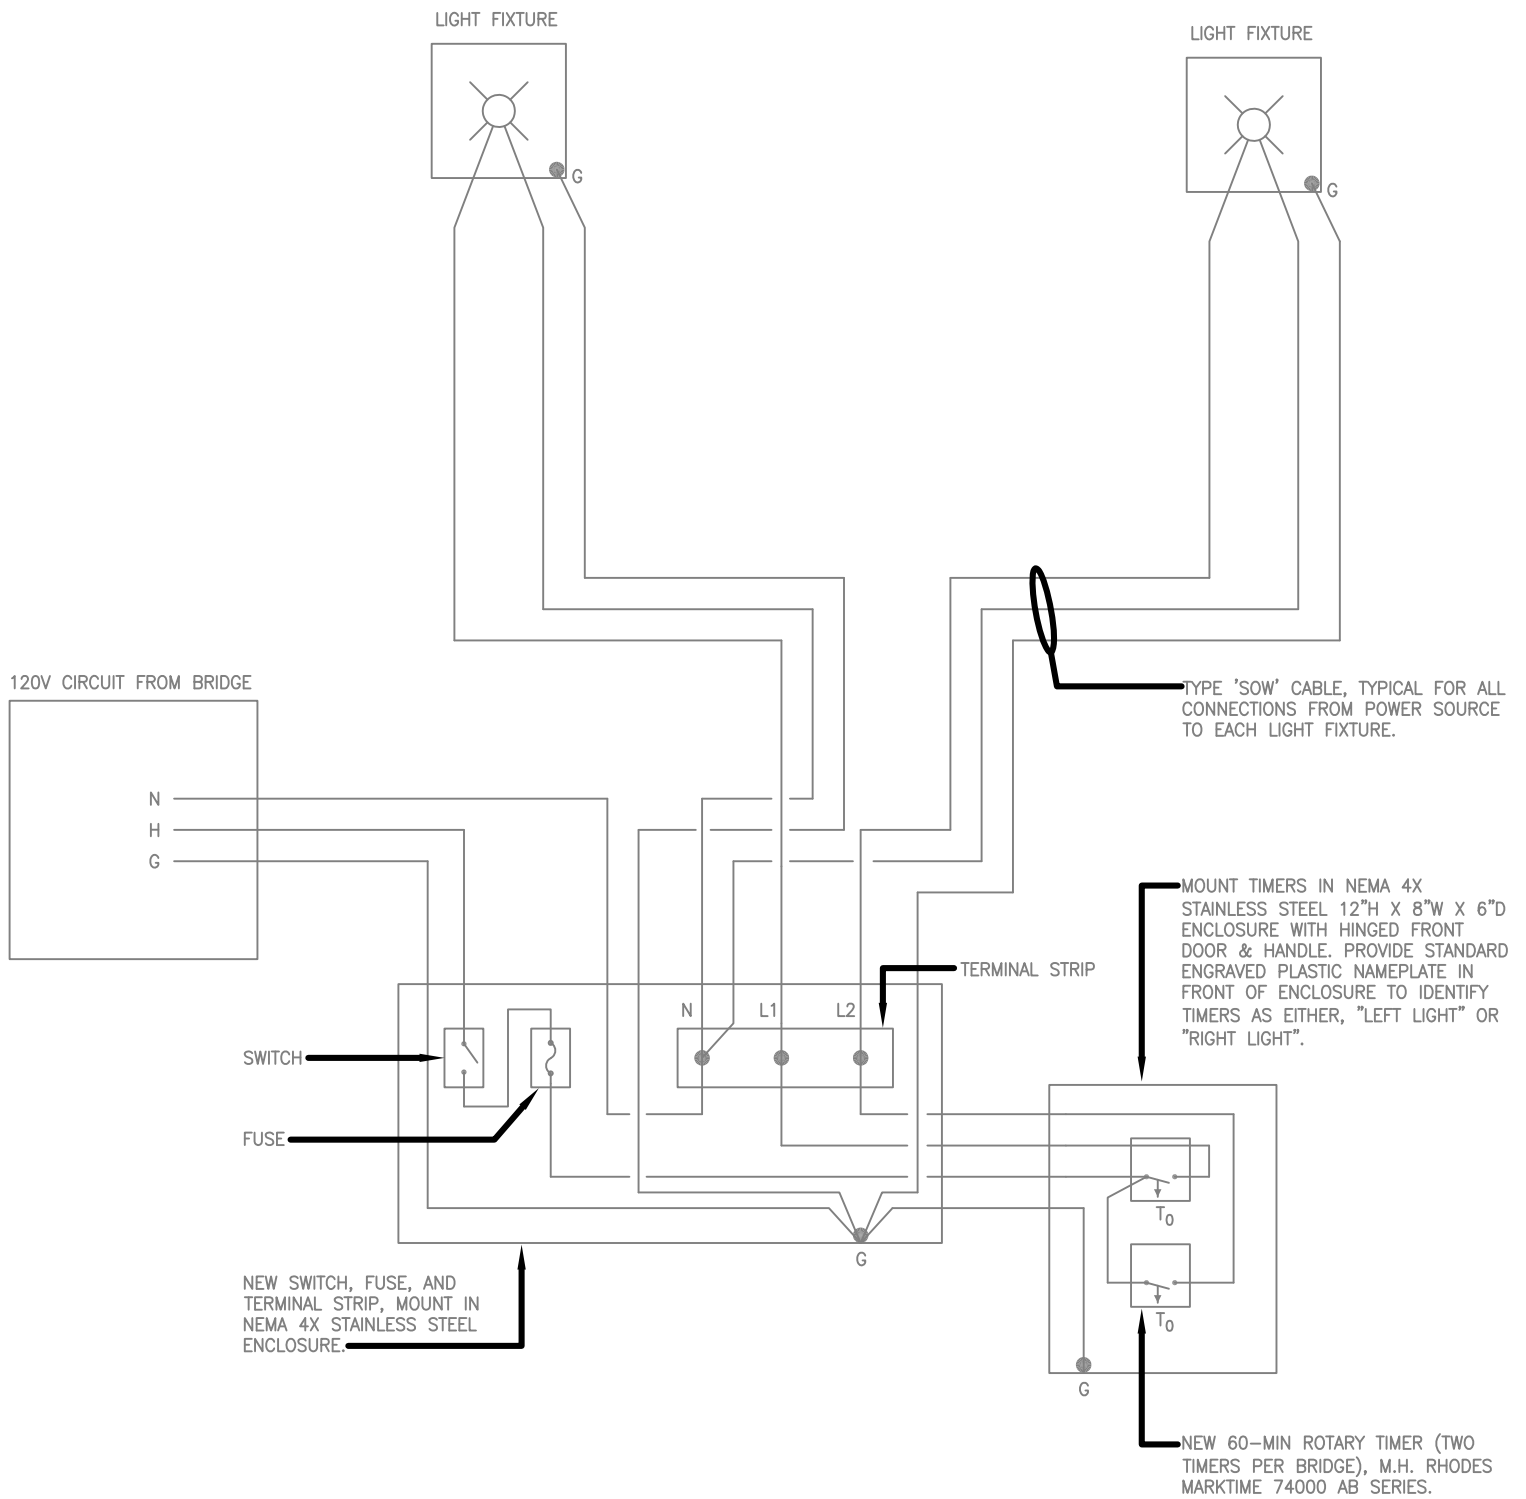 LIGHT FIXTURE
LIGHT FIXTURE
G
G
TYPE 'SOW' CABLE, TYPICAL FOR ALL
CONNECTIONS FROM POWER SOURCE
TO EACH LIGHT FIXTURE.
120V CIRCUIT FROM BRIDGE
N
H
G
MOUNT TIMERS IN NEMA 4X
STAINLESS STEEL 12"H X 8"W X 6"D
ENCLOSURE WITH HINGED FRONT
DOOR & HANDLE. PROVIDE STANDARD
ENGRAVED PLASTIC NAMEPLATE IN
FRONT OF ENCLOSURE TO IDENTIFY
TIMERS AS EITHER, "LEFT LIGHT" OR
"RIGHT LIGHT".
TERMINAL STRIP
N L1 L2
SWITCH
FUSE
TO
G
NEW SWITCH, FUSE, AND
TERMINAL STRIP, MOUNT IN
NEMA 4X STAINLESS STEEL
ENCLOSURE.
TO
G
NEW 60-MIN ROTARY TIMER (TWO
TIMERS PER BRIDGE), M.H. RHODES
MARKTIME 74000 AB SERIES.